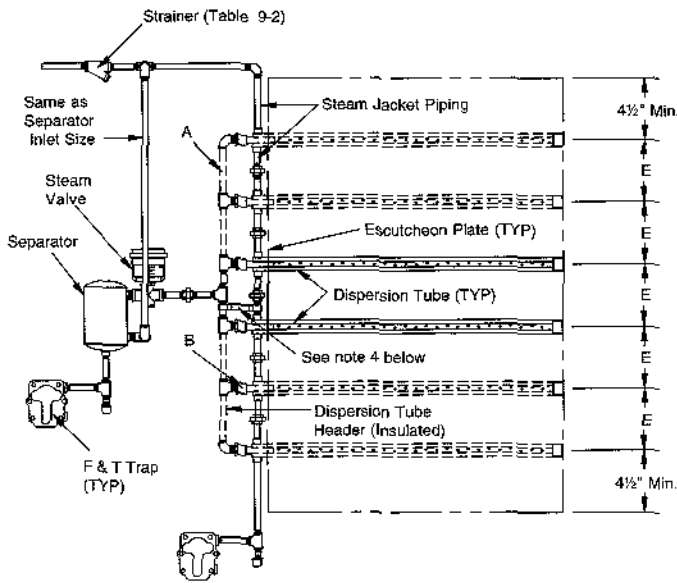 Strainer (Table 9-2)
Same as
Separator
Inlet Size
Steam Jacket Piping
4½" Min.
A
E
Steam
Valve
E
Separator
Escutcheon Plate (TYP)
E
Dispersion Tube (TYP)
E
See note 4 below
B
E
Dispersion Tube
Header (Insulated)
F & T Trap
(TYP)
4½" Min.